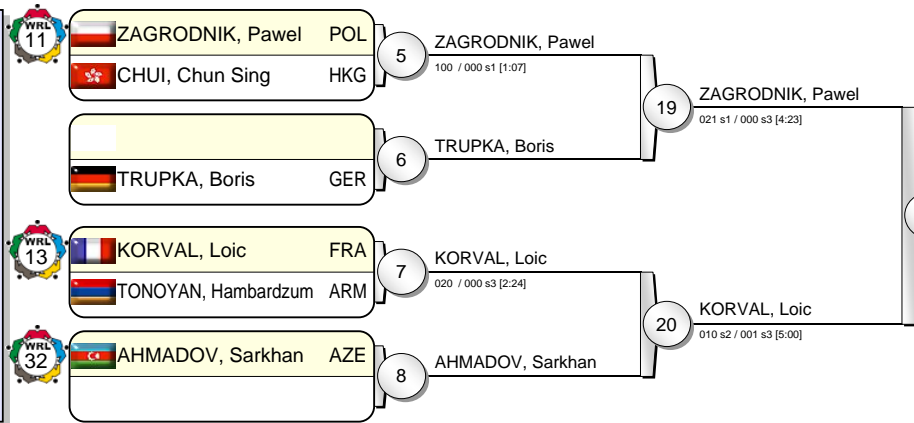 WRL
11
ZAGRODNIK, Pawel POL
CHUI, Chun Sing HKG
5
ZAGRODNIK, Pawel
100 / 000 s1 [1:07]
TRUPKA, Boris GER
6
TRUPKA, Boris
19
ZAGRODNIK, Pawel
021 s1 / 000 s3 [4:23]
WRL
13
KORVAL, Loic FRA
TONOYAN, Hambardzum ARM
7
KORVAL, Loic
020 / 000 s3 [2:24]
WRL
32
AHMADOV, Sarkhan AZE
8
AHMADOV, Sarkhan
20
KORVAL, Loic
010 s2 / 001 s3 [5:00]